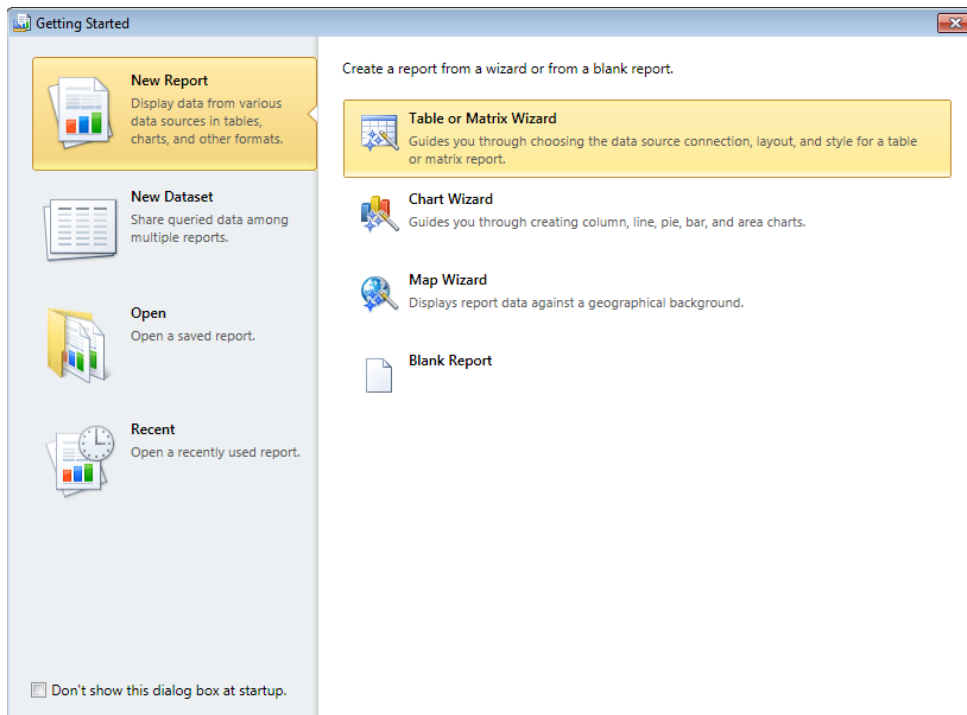 Getting Started
New Report
Display data from various
data sources in tables,
charts, and other formats.
New Dataset
Share queried data among
multiple reports.
Open
Open a saved report.
Recent
Open a recently used report.
Don't show this dialog box at startup.
Create a report from a wizard or from a blank report.
Table or Matrix Wizard
Guides you through choosing the data source connection, layout, and style for a table
or matrix report.
Chart Wizard
Guides you through creating column, line, pie, bar, and area charts.
Map Wizard
Displays report data against a geographical background.
Blank Report